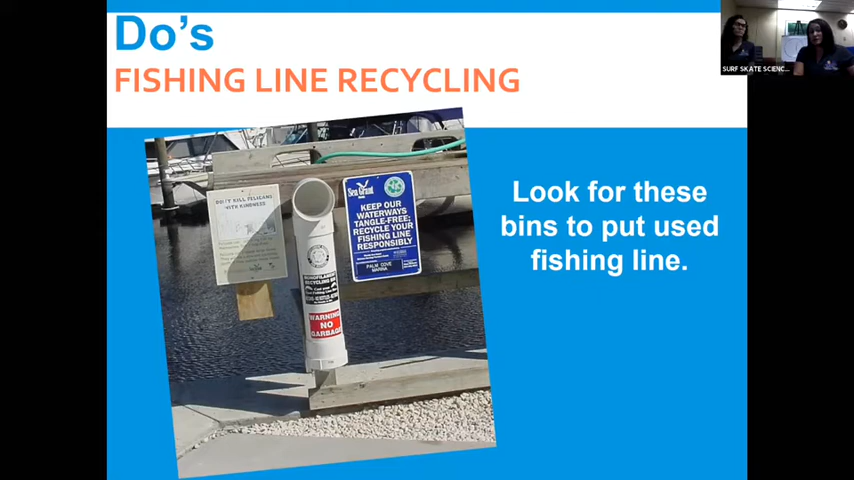 Do's
FISHING LINE RECYCLING
SURF SKATE SCIENC...
DON'T KILL PELICANS
WITH KINDNESS
Sea Grant
KEEP OUR
WATERWAYS
TANGLE-FREE:
RECYCLE YOUR
FISHING LINE
RESPONSIBLY.
PALM COVE
MARINA
MONOFILAMENT
RECYCLING BIN
WARNING
NO
GARBAGE
Look for these
bins to put used
fishing line.